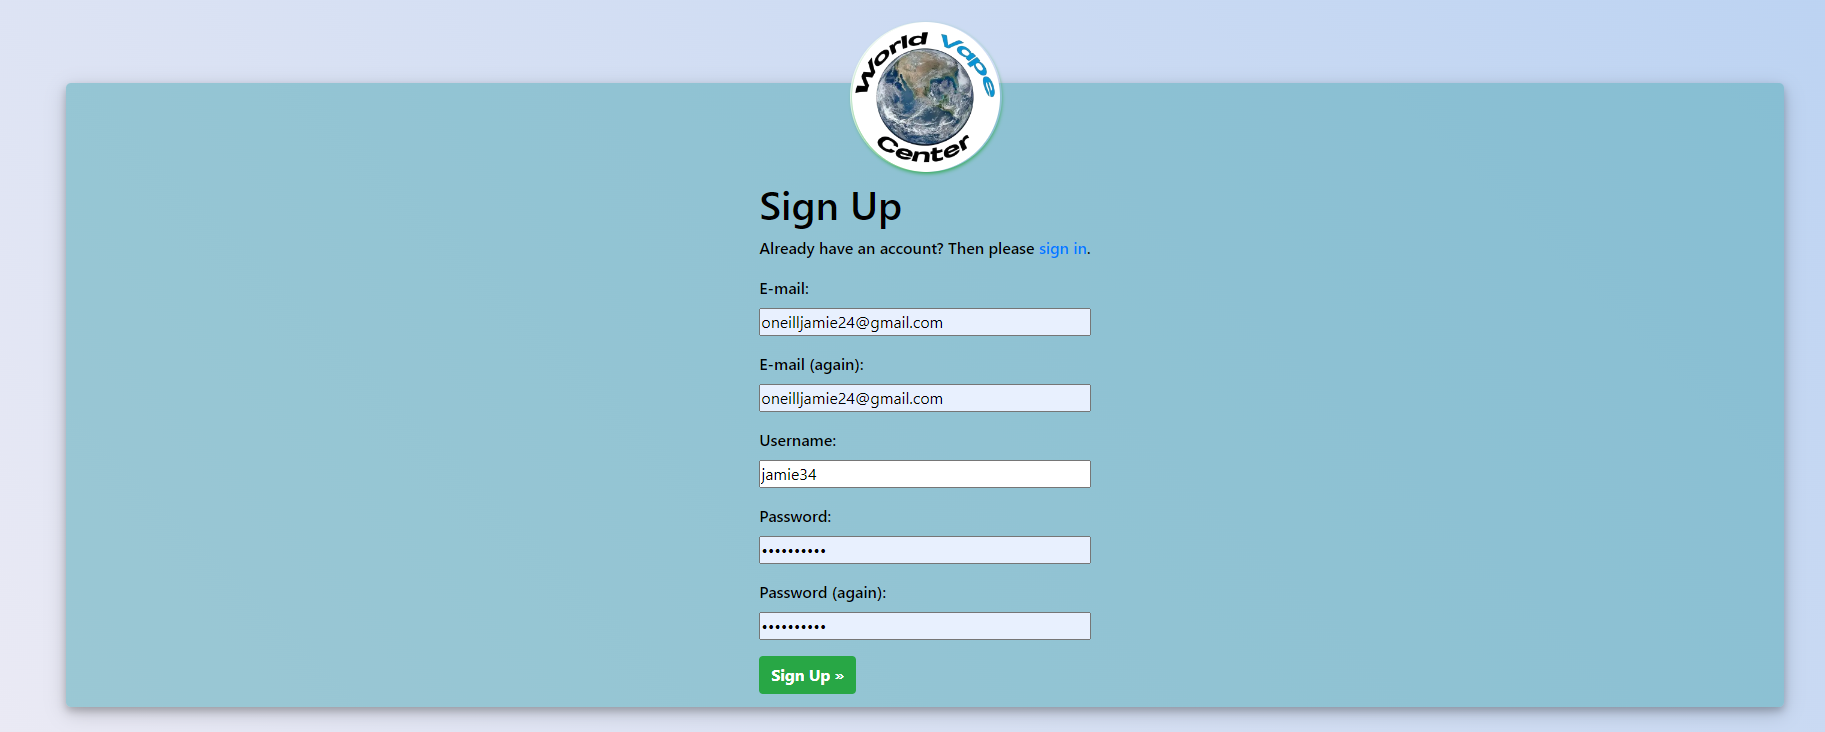 World Vape
Center
Sign Up
Already have an account? Then please sign in.
E-mail:
oneilljamie24@gmail.com
E-mail (again):
oneilljamie24@gmail.com
Username:
jamie34
Password:
••••••••••
Password (again):
••••••••••
Sign Up »